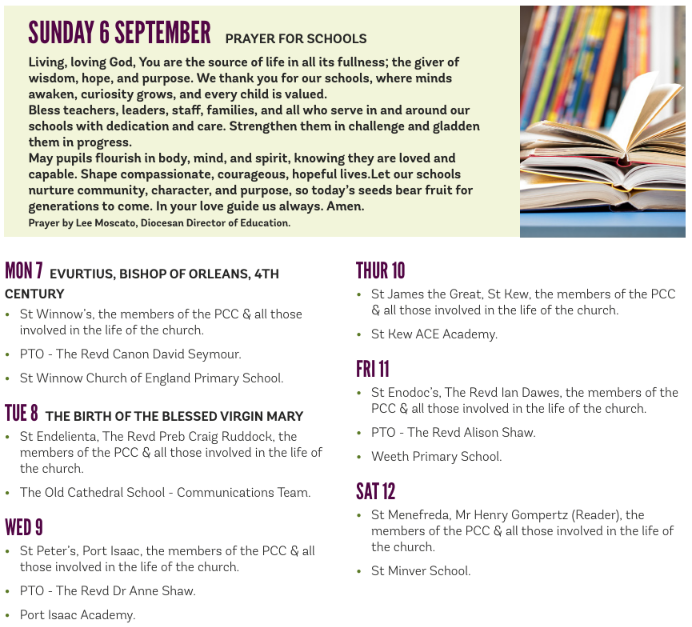 SUNDAY 6 SEPTEMBER PRAYER FOR SCHOOLS
Living, loving God, You are the source of life in all its fullness; the giver of
wisdom, hope, and purpose. We thank you for our schools, where minds
awaken, curiosity grows, and every child is valued.
Bless teachers, leaders, staff, families, and all who serve in and around our
schools with dedication and care. Strengthen them in challenge and gladden
them in progress.
May pupils flourish in body, mind, and spirit, knowing they are loved and
capable. Shape compassionate, courageous, hopeful lives.Let our schools
nurture community, character, and purpose, so today's seeds bear fruit for
generations to come. In your love guide us always. Amen.
Prayer by Lee Moscato, Diocesan Director of Education.
MON 7 EVURTIUS, BISHOP OF ORLEANS, 4TH
CENTURY
• St Winnow's, the members of the PCC & all those
involved in the life of the church.
• PTO - The Revd Canon David Seymour.
• St Winnow Church of England Primary School.
TUE 8 THE BIRTH OF THE BLESSED VIRGIN MARY
• St Endelienta, The Revd Preb Craig Ruddock, the
members of the PCC & all those involved in the life of
the church.
• The Old Cathedral School - Communications Team.
WED 9
• St Peter's, Port Isaac, the members of the PCC & all
those involved in the life of the church.
• PTO - The Revd Dr Anne Shaw.
• Port Isaac Academy.
THUR 10
• St James the Great, St Kew, the members of the PCC
& all those involved in the life of the church.
• St Kew ACE Academy.
FRI 11
• St Enodoc's, The Revd Ian Dawes, the members of the
PCC & all those involved in the life of the church.
• PTO - The Revd Alison Shaw.
• Weeth Primary School.
SAT 12
• St Menefreda, Mr Henry Gompertz (Reader), the
members of the PCC & all those involved in the life of
the church.
• St Minver School.